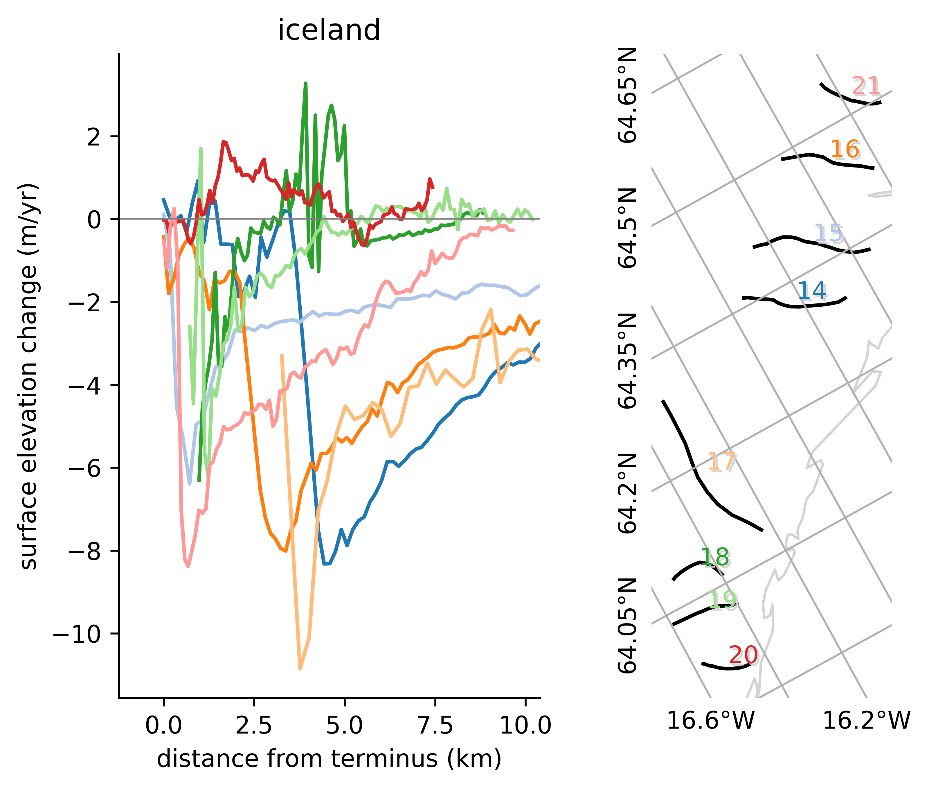 iceland
surface elevation change (m/yr)
2
0
−2
−4
−6
−8
−10
0.0
2.5
5.0
7.5
10.0
distance from terminus (km)
64.65°N
64.5°N
64.35°N
64.2°N
64.05°N
21
16
15
14
17
18
19
20
16.6°W
16.2°W